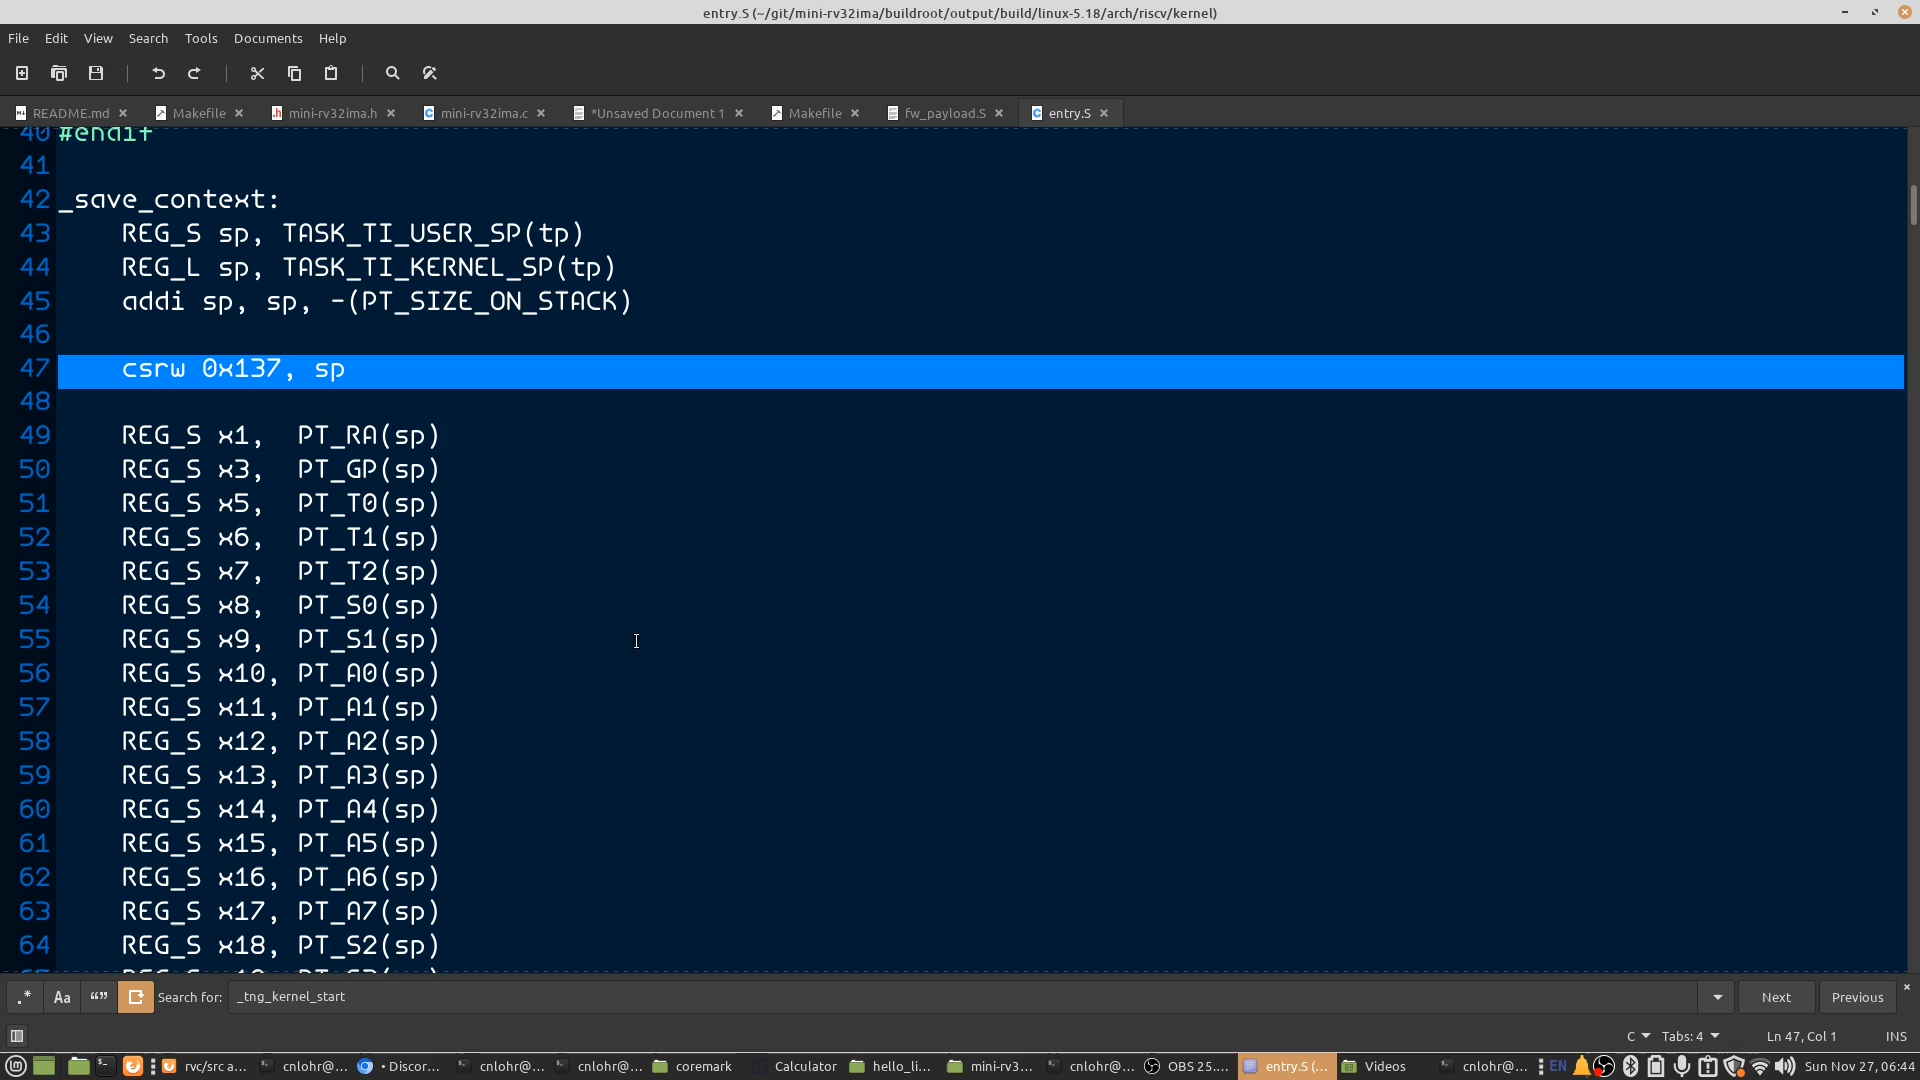 entry.S (~/git/mini-rv32ima/buildroot/output/build/linux-5.18/arch/riscv/kernel)
File Edit View Search Tools Documents Help
README.md Makefile mini-rv32ima.h mini-rv32ima.c *Unsaved Document 1 Makefile fw_payload.S entry.S
40 #endif
41
42 _save_context:
43 REG_S sp, TASK_TI_USER_SP(tp)
44 REG_L sp, TASK_TI_KERNEL_SP(tp)
45 addi sp, sp, -(PT_SIZE_ON_STACK)
46
47 csrw 0x137, sp
48
49 REG_S x1, PT_RA(sp)
50 REG_S x3, PT_GP(sp)
51 REG_S x5, PT_T0(sp)
52 REG_S x6, PT_T1(sp)
53 REG_S x7, PT_T2(sp)
54 REG_S x8, PT_S0(sp)
55 REG_S x9, PT_S1(sp)
56 REG_S x10, PT_A0(sp)
57 REG_S x11, PT_A1(sp)
58 REG_S x12, PT_A2(sp)
59 REG_S x13, PT_A3(sp)
60 REG_S x14, PT_A4(sp)
61 REG_S x15, PT_A5(sp)
62 REG_S x16, PT_A6(sp)
63 REG_S x17, PT_A7(sp)
64 REG_S x18, PT_S2(sp)
.* Aa “” Search for: _tng_kernel_start Next Previous
C Tabs: 4 Ln 47, Col 1 INS
rvc/src a... cnlohr@... • Discor... cnlohr@... cnlohr@... coremark Calculator hello_li... mini-rv3... cnlohr@... OBS 25.... entry.S (... Videos cnlohr@... EN Sun Nov 27, 06:44